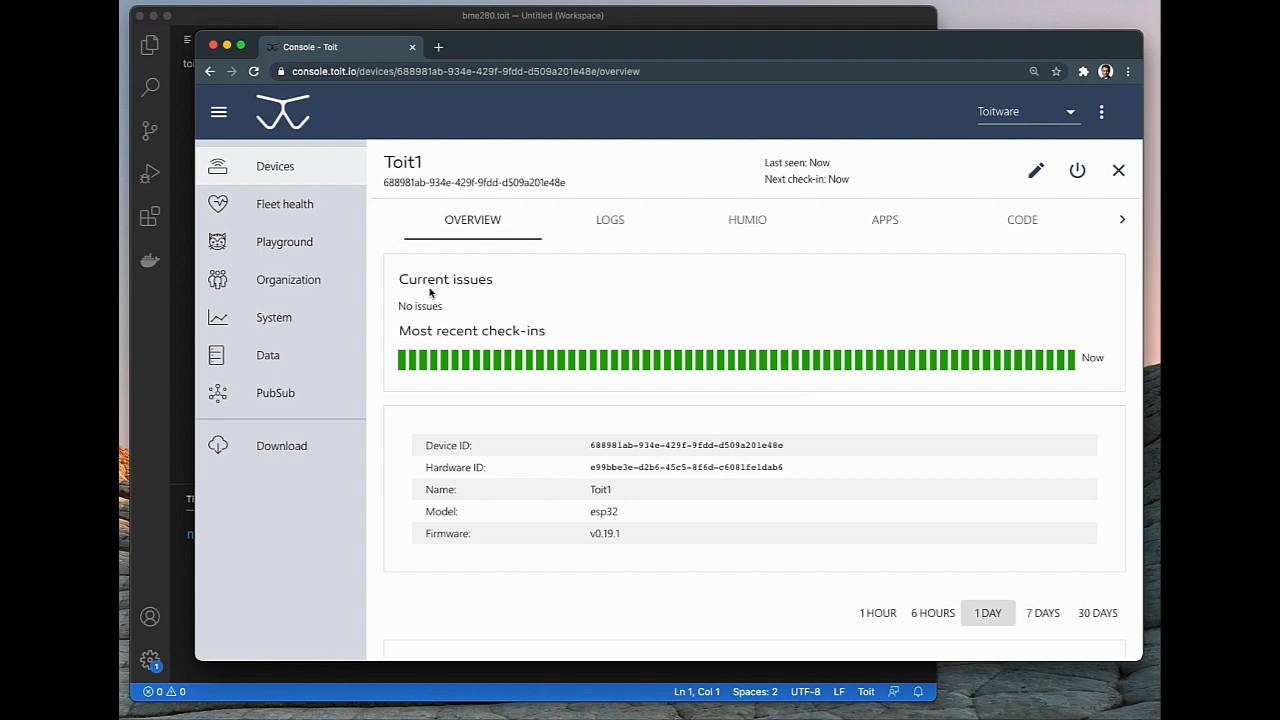 bme280.toit — Untitled (Workspace)
Console - Toit
console.toit.io/devices/688981ab-934e-429f-9fdd-d509a201e48e/overview
Toitware
Devices
Fleet health
Playground
Organization
System
Data
PubSub
Download
Toit1
688981ab-934e-429f-9fdd-d509a201e48e
Last seen: Now
Next check-in: Now
OVERVIEW LOGS HUMIO APPS CODE
Current issues
No issues
Most recent check-ins
Now
Device ID: 688981ab-934e-429f-9fdd-d509a201e48e
Hardware ID: e99bbe3e-d2b6-45c5-8f6d-c6081fe1dab6
Name: Toit1
Model: esp32
Firmware: v0.19.1
1 HOUR 6 HOURS 1 DAY 7 DAYS 30 DAYS
1
0 0 Ln 1, Col 1 Spaces: 2 UTF-8 LF Toit